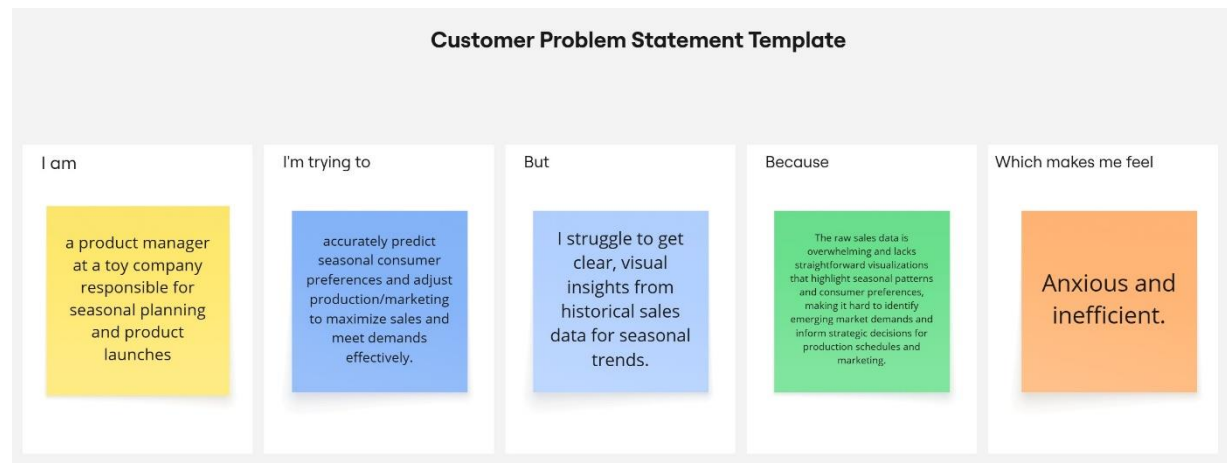 Customer Problem Statement Template
I am
a product manager
at a toy company
responsible for
seasonal planning
and product
launches
I'm trying to
accurately predict
seasonal consumer
preferences and adjust
production/marketing
to maximize sales and
meet demands
effectively.
But
I struggle to get
clear, visual
insights from
historical sales
data for seasonal
trends.
Because
The raw sales data is
overwhelming and lacks
straightforward visualizations
that highlight seasonal patterns
and consumer preferences,
making it hard to identify
emerging market demands and
inform strategic decisions for
production schedules and
marketing.
Which makes me feel
Anxious and
inefficient.